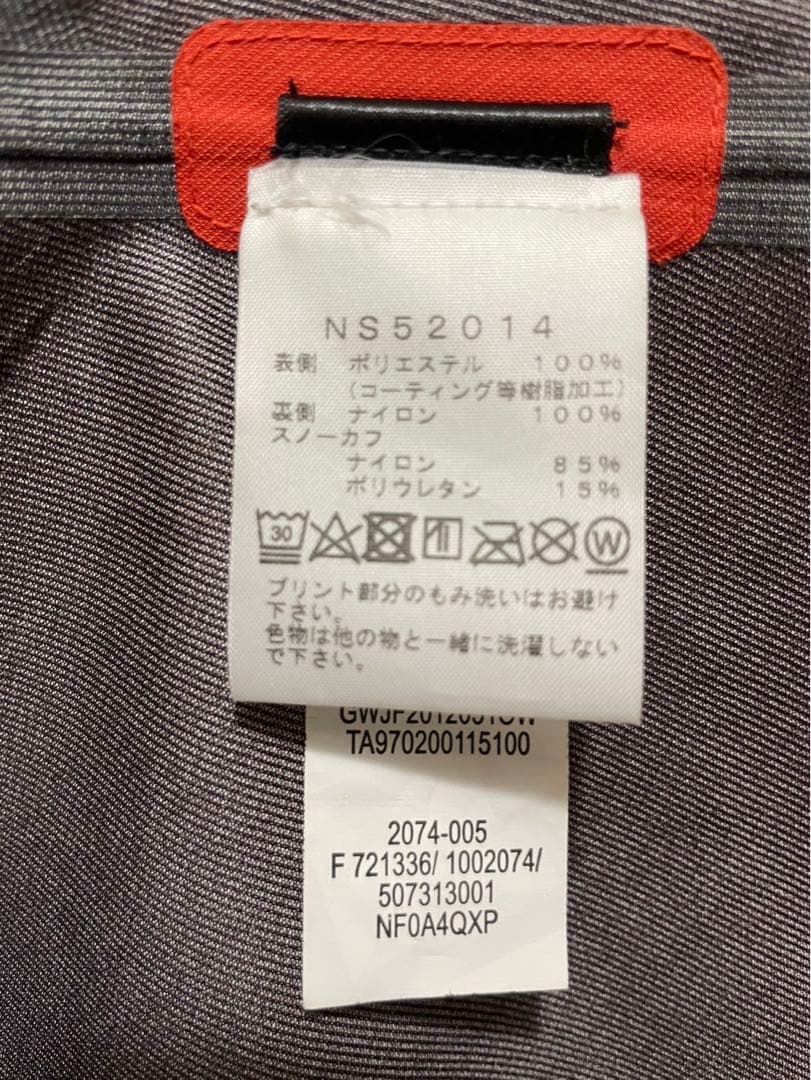 NS52014
表側 ポリエステル 100%
(コーティング等樹脂加工)
裏側 ナイロン 100%
スノーカフ
ナイロン 85%
ポリウレタン 15%
30
W
プリント部分のもみ洗いはお避け
下さい。
色物は他の物と一緒に洗濯しない
で下さい。
TA970200115100
2074-005
F 721336/ 1002074/
507313001
NF0A4QXP